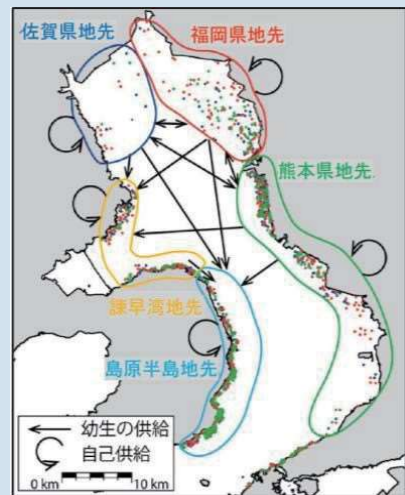 佐賀県地先
福岡県地先
熊本県地先
諫早湾地先
島原半島地先
幼生の供給
自己供給
0 km 10 km